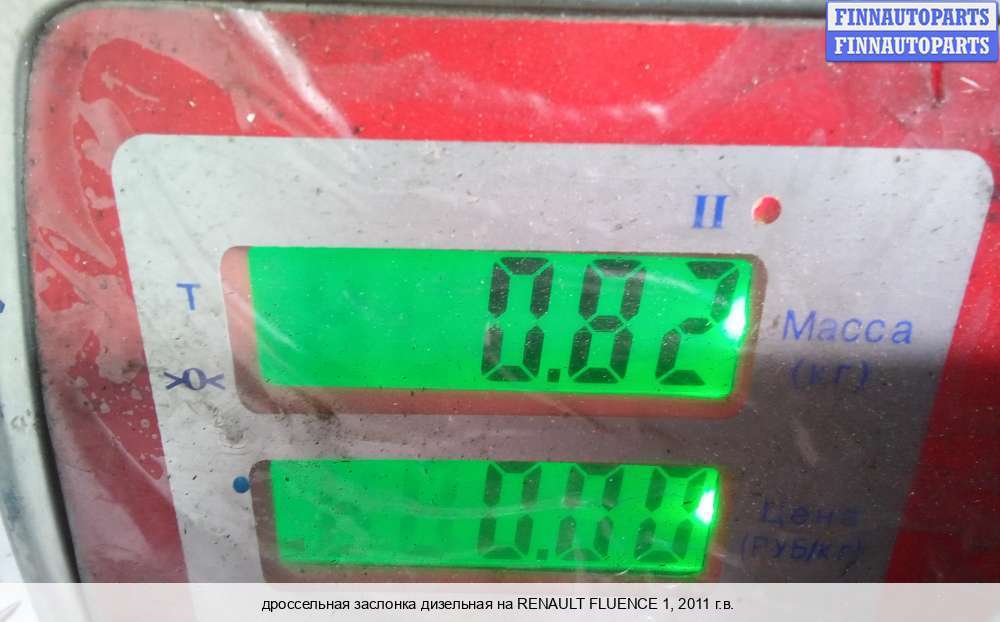 FINNAUTOPARTS
FINNAUTOPARTS
II
T
0.82
Масса
(кг)
>0<
Цена
(РУБ/кг)
дроссельная заслонка дизельная на RENAULT FLUENCE 1, 2011 г.в.